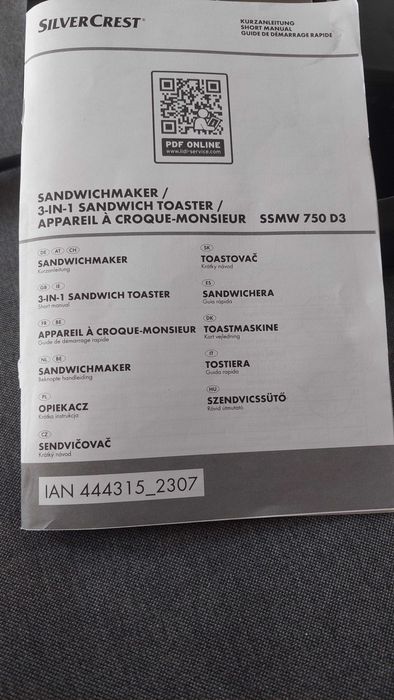 SILVERCREST®
KURZANLEITUNG
SHORT MANUAL
GUIDE DE DÉMARRAGE RAPIDE
PDF ONLINE
www.lidl-service.com
SANDWICHMAKER /
3-IN-1 SANDWICH TOASTER /
APPAREIL À CROQUE-MONSIEUR SSMW 750 D3
DE AT CH
SANDWICHMAKER
Kurzanleitung
GB IE
3-IN-1 SANDWICH TOASTER
Short manual
FR BE
APPAREIL À CROQUE-MONSIEUR
Guide de démarrage rapide
NL BE
SANDWICHMAKER
Beknopte handleiding
PL
OPIEKACZ
Krótka instrukcja
CZ
SENDVIČOVAČ
Krátký návod
SK
TOASTOVAČ
Krátky návod
ES
SANDWICHERA
Guía rápida
DK
TOASTMASKINE
Kort vejledning
IT
TOSTIERA
Guida rapida
HU
SZENDVICSSÜTŐ
Rövid útmutató
IAN 444315_2307